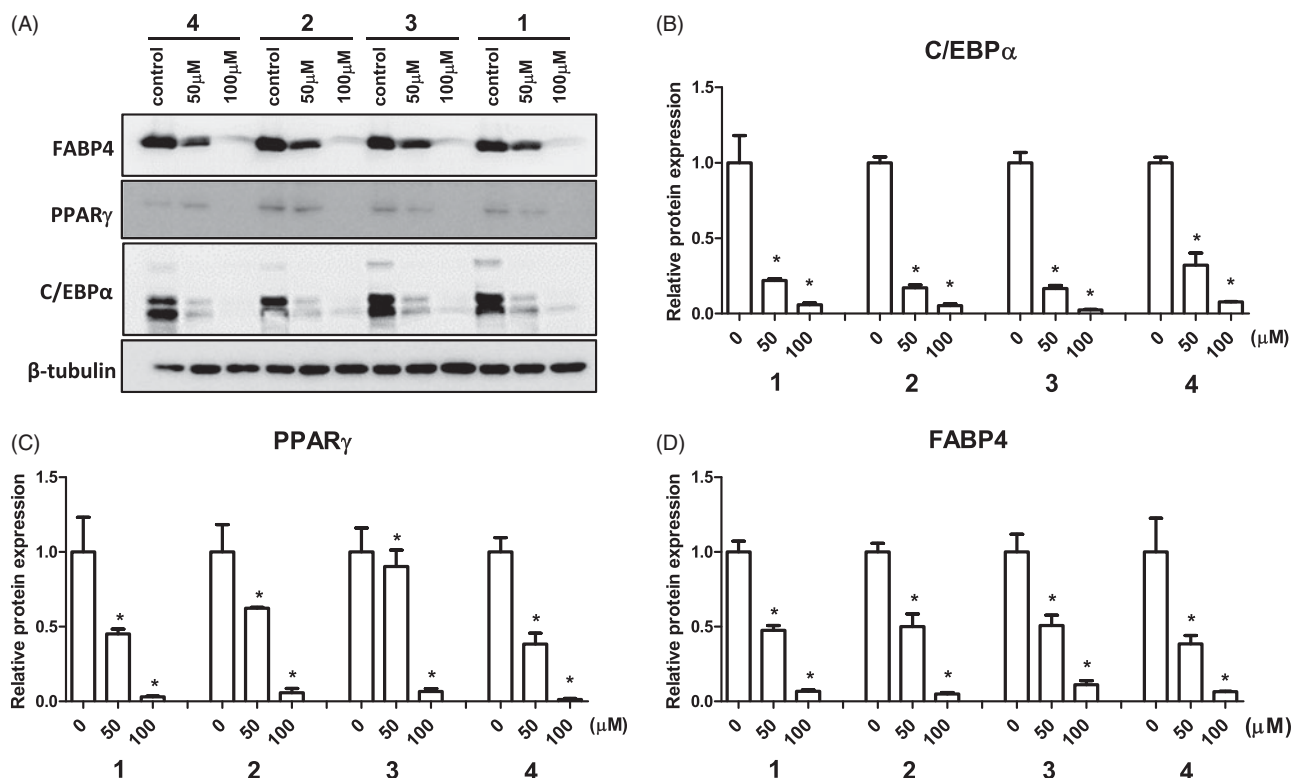 (A)
4 2 3 1
control 50μM 100μM control 50μM 100μM control 50μM 100μM control 50μM 100μM
FABP4
PPARγ
C/EBPα
β-tubulin
(B)
C/EBPα
Relative protein expression
1.5
1.0
0.5
0.0
* * * * * * * *
0 50 100 0 50 100 0 50 100 0 50 100 (μM)
1 2 3 4
(C)
PPARγ
Relative protein expression
1.5
1.0
0.5
0.0
* * * * * * * *
0 50 100 0 50 100 0 50 100 0 50 100 (μM)
1 2 3 4
(D)
FABP4
Relative protein expression
1.5
1.0
0.5
0.0
* * * * * * * *
0 50 100 0 50 100 0 50 100 0 50 100 (μM)
1 2 3 4